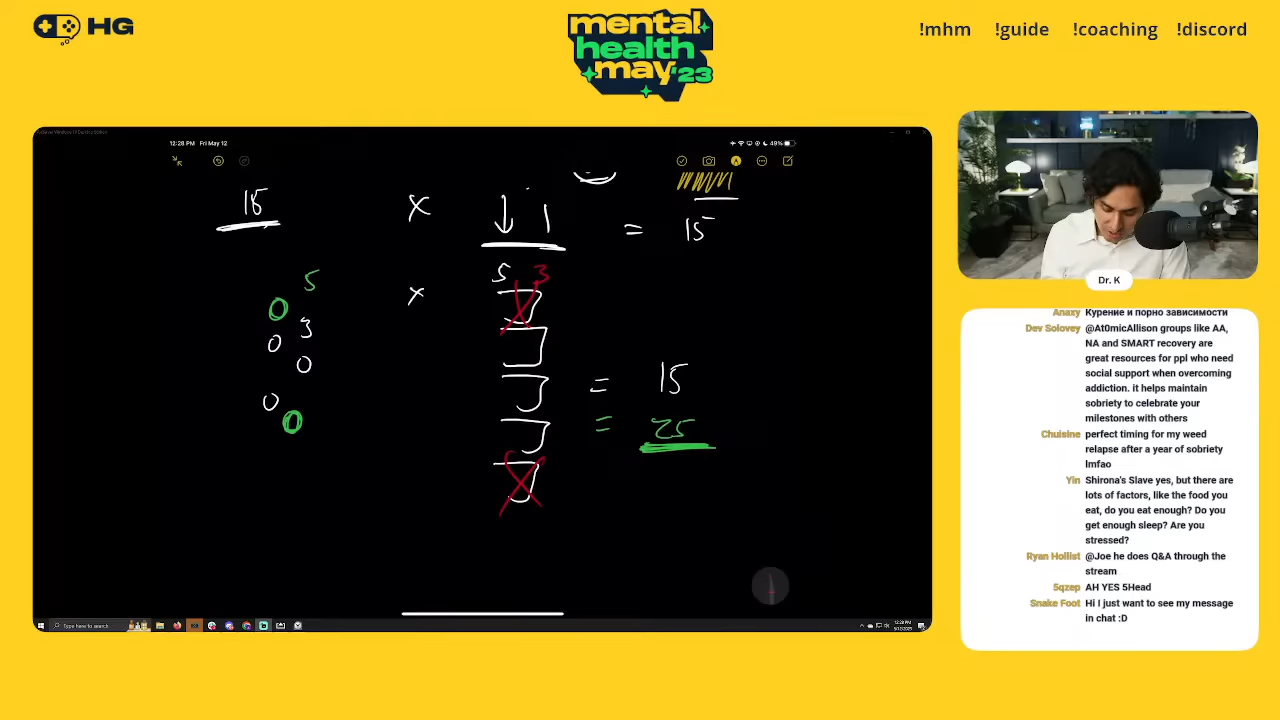 HG
mental
health
may '23
!mhm !guide !coaching !discord
12:28 PM Fri May 12
49%
15 x ↓ 1 = 15
5
0
0 3
0
0
0
x
5 3
= 15
= 25
Type here to search
12:28 PM
Dr. K
Anaxy Курение и порно зависимости
Dev Solovey @At0micAllison groups like AA,
NA and SMART recovery are
great resources for ppl who need
social support when overcoming
addiction. it helps maintain
sobriety to celebrate your
milestones with others
Chuisine perfect timing for my weed
relapse after a year of sobriety
lmfao
Yin Shirona's Slave yes, but there are
lots of factors, like the food you
eat, do you eat enough? Do you
get enough sleep? Are you
stressed?
Ryan Hollist @Joe he does Q&A through the
stream
5qzep AH YES 5Head
Snake Foot Hi I just want to see my message
in chat :D